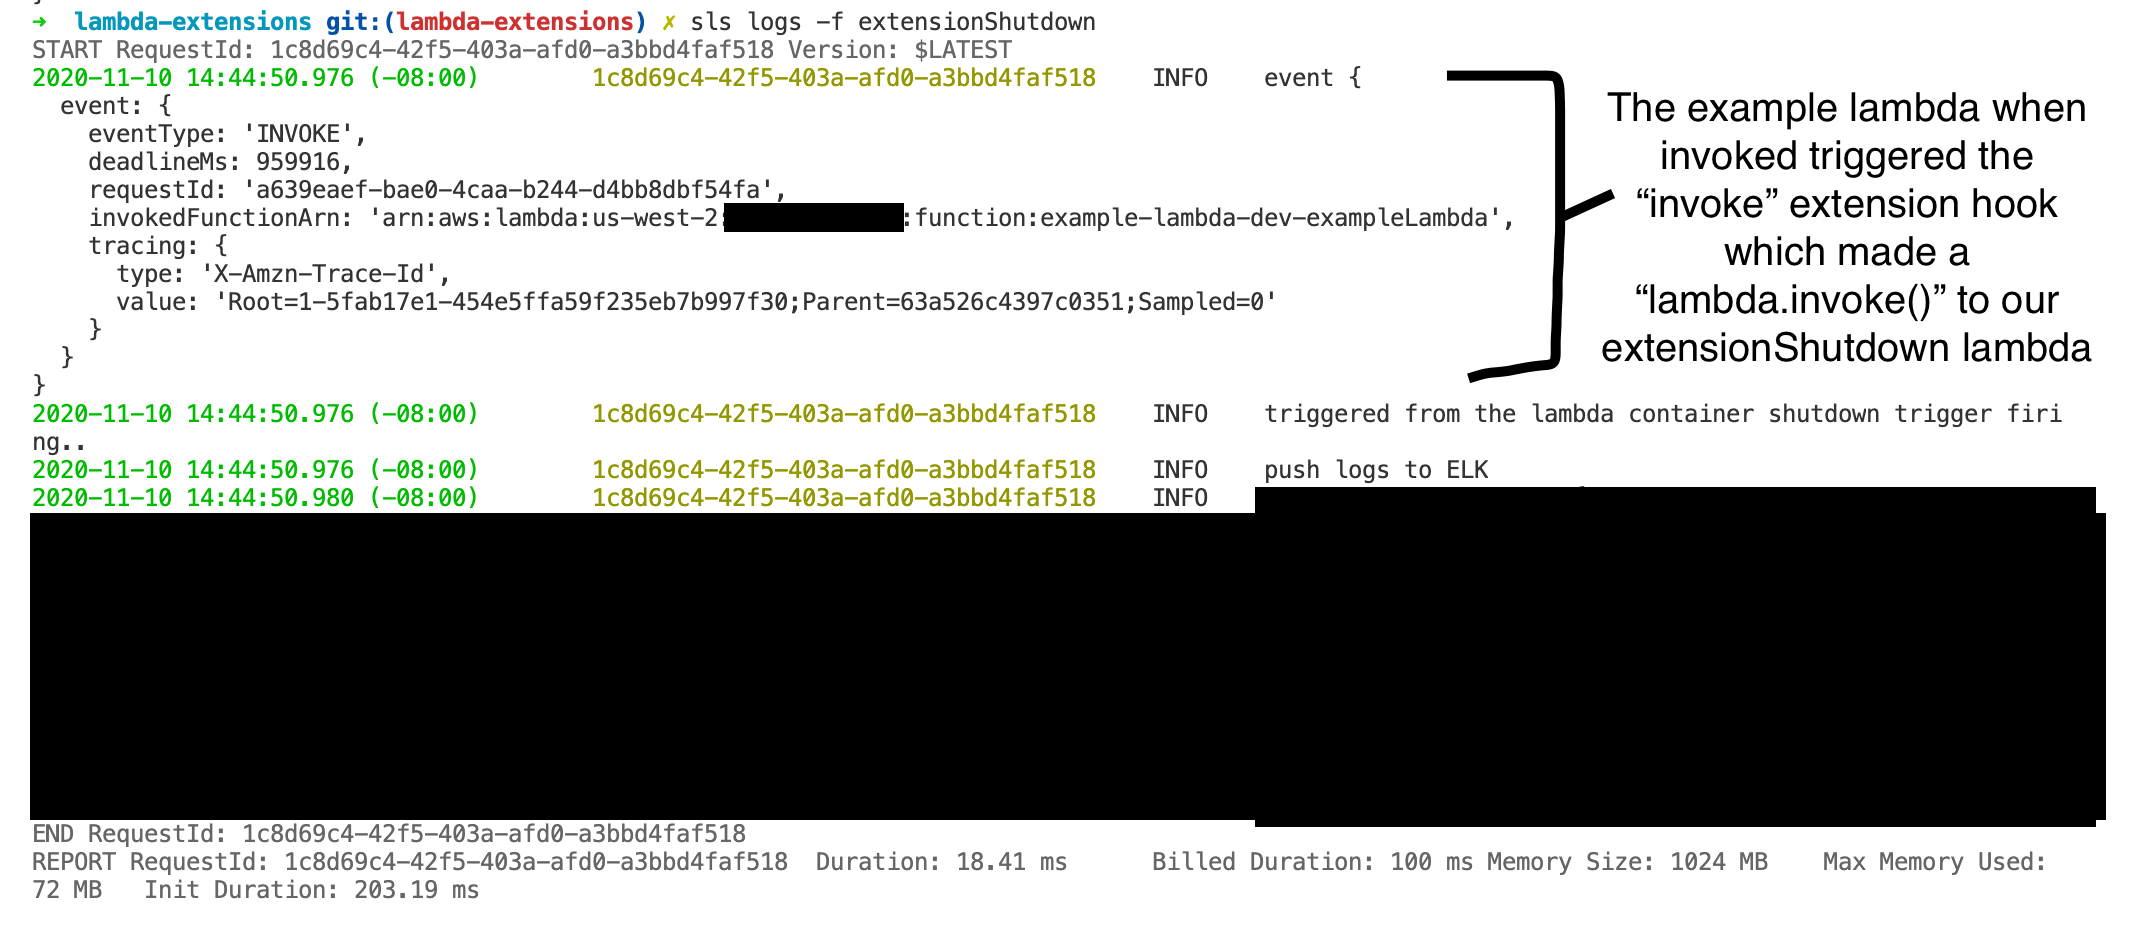 ➜ lambda-extensions git:(lambda-extensions) ✗ sls logs -f extensionShutdown
START RequestId: 1c8d69c4-42f5-403a-afd0-a3bbd4faf518 Version: $LATEST
2020-11-10 14:44:50.976 (-08:00) 1c8d69c4-42f5-403a-afd0-a3bbd4faf518 INFO event {
event: {
eventType: 'INVOKE',
deadlineMs: 959916,
requestId: 'a639eaef-bae0-4caa-b244-d4bb8dbf54fa',
invokedFunctionArn: 'arn:aws:lambda:us-west-2: :function:example-lambda-dev-exampleLambda',
tracing: {
type: 'X-Amzn-Trace-Id',
value: 'Root=1-5fab17e1-454e5ffa59f235eb7b997f30;Parent=63a526c4397c0351;Sampled=0'
}
}
}
The example lambda when
invoked triggered the
“invoke” extension hook
which made a
“lambda.invoke()” to our
extensionShutdown lambda
2020-11-10 14:44:50.976 (-08:00) 1c8d69c4-42f5-403a-afd0-a3bbd4faf518 INFO triggered from the lambda container shutdown trigger firi
ng..
2020-11-10 14:44:50.976 (-08:00) 1c8d69c4-42f5-403a-afd0-a3bbd4faf518 INFO push logs to ELK
2020-11-10 14:44:50.980 (-08:00) 1c8d69c4-42f5-403a-afd0-a3bbd4faf518 INFO
END RequestId: 1c8d69c4-42f5-403a-afd0-a3bbd4faf518
REPORT RequestId: 1c8d69c4-42f5-403a-afd0-a3bbd4faf518 Duration: 18.41 ms Billed Duration: 100 ms Memory Size: 1024 MB Max Memory Used:
72 MB Init Duration: 203.19 ms